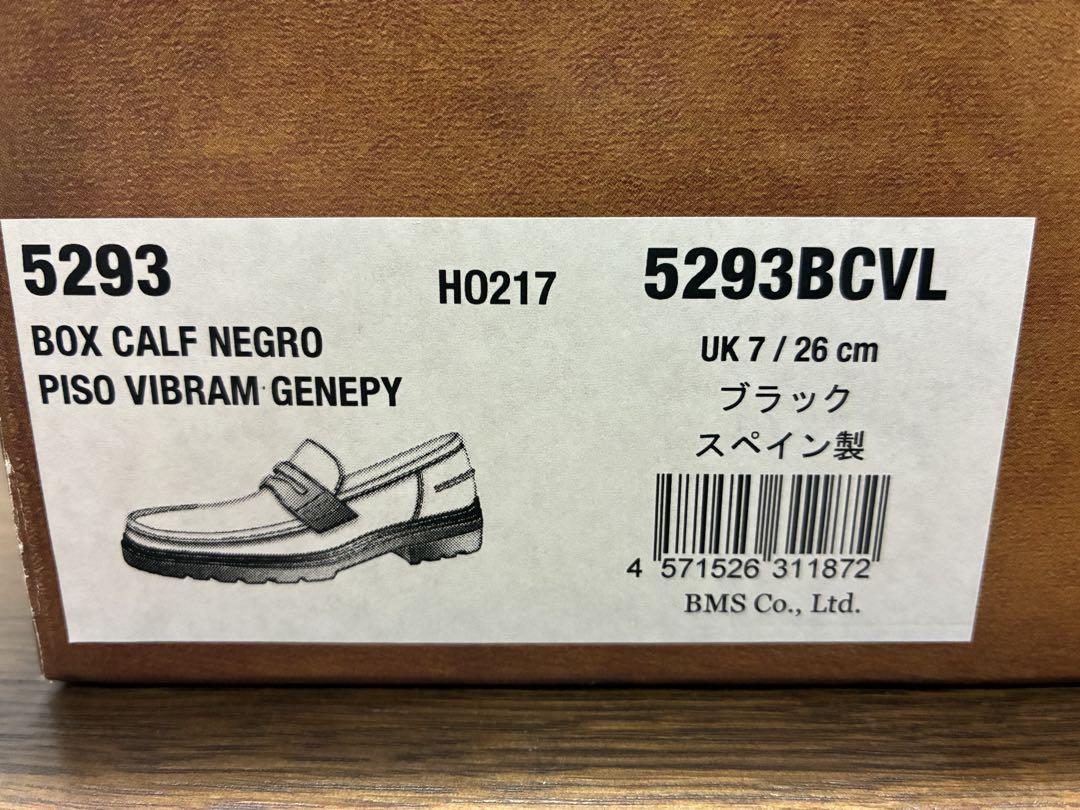 5293
HO217
5293BCVL
BOX CALF NEGRO
PISO VIBRAM GENEPY
UK 7 / 26 cm
ブラック
スペイン製
4 571526 311872
BMS Co., Ltd.